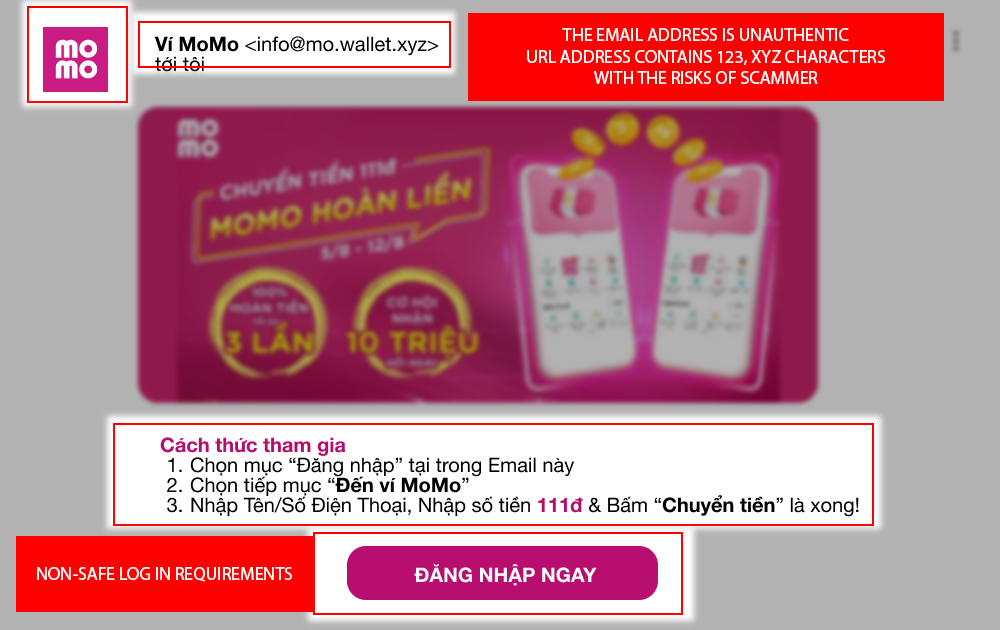 mo
mo
Ví MoMo <info@mo.wallet.xyz>
tới tôi
THE EMAIL ADDRESS IS UNAUTHENTIC
URL ADDRESS CONTAINS 123, XYZ CHARACTERS
WITH THE RISKS OF SCAMMER
mo
mo
CHUYỂN TIỀN 111đ
MOMO HOÀN LIỀN
5/8 - 12/8
100%
HOÀN TIỀN
3 LẦN
CƠ HỘI
NHẬN
10 TRIỆU
Cách thức tham gia
1. Chọn mục “Đăng nhập” tại trong Email này
2. Chọn tiếp mục “Đến ví MoMo”
3. Nhập Tên/Số Điện Thoại, Nhập số tiền 111đ & Bấm “Chuyển tiền” là xong!
NON-SAFE LOG IN REQUIREMENTS
ĐĂNG NHẬP NGAY